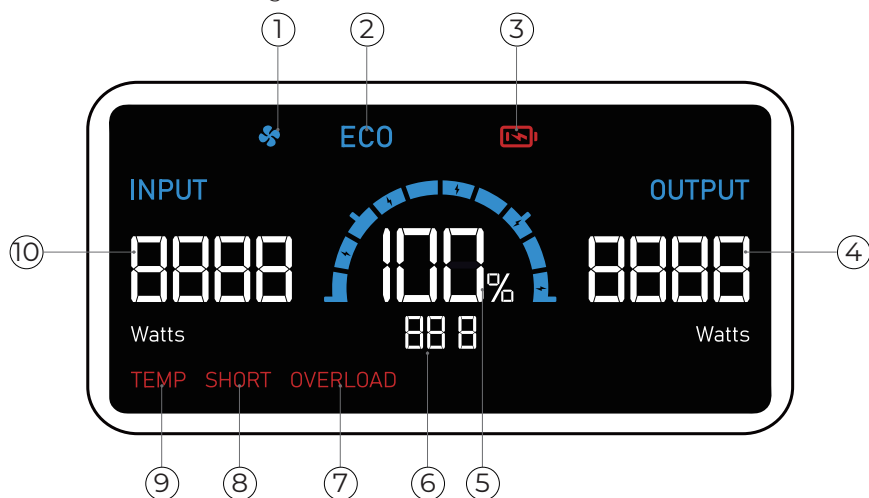 1 2 3
ECO
INPUT OUTPUT
10 8888 100% 8888 4
Watts 88 8 Watts
TEMP SHORT OVERLOAD
9 8 7 6 5